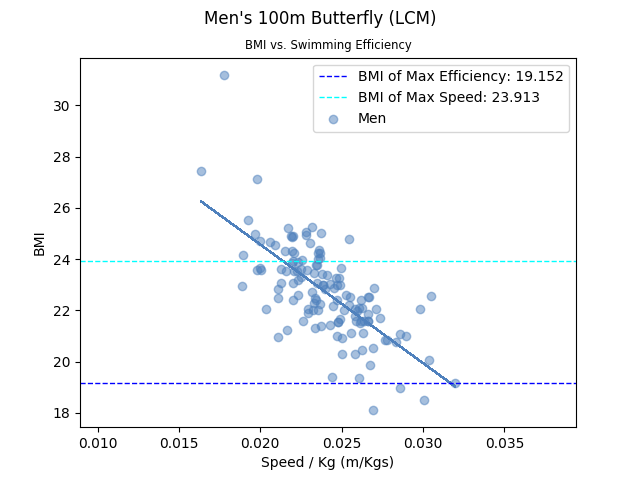 Men's 100m Butterfly (LCM)
BMI vs. Swimming Efficiency
BMI of Max Efficiency: 19.152
BMI of Max Speed: 23.913
Men
30
28
26
24
22
20
18
BMI
0.010
0.015
0.020
0.025
0.030
0.035
Speed / Kg (m/Kgs)